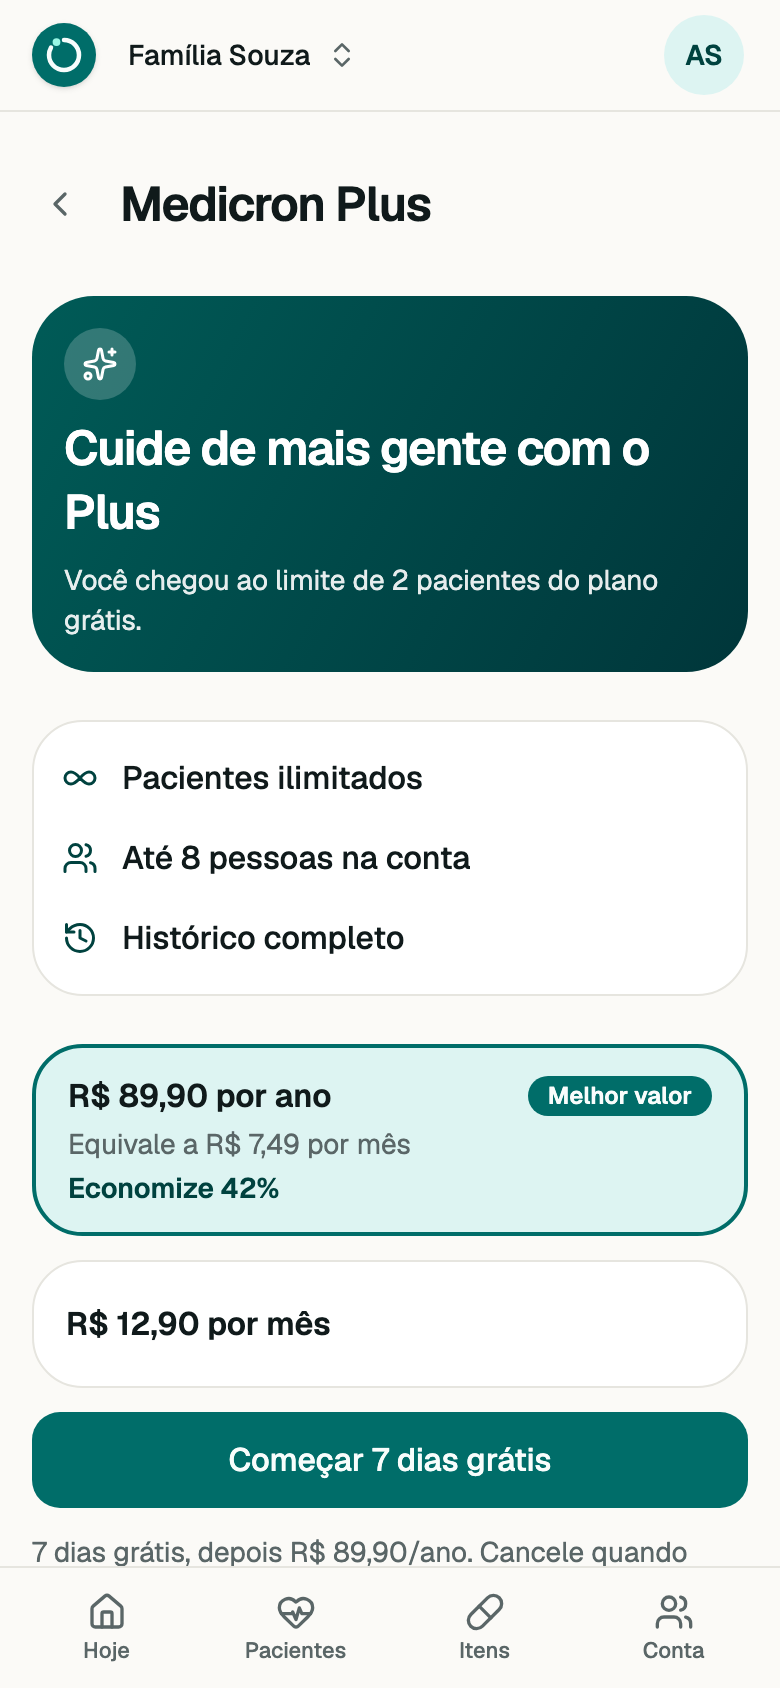 Família Souza
AS
Medicron Plus
Cuide de mais gente com o
Plus
Você chegou ao limite de 2 pacientes do plano
grátis.
Pacientes ilimitados
Até 8 pessoas na conta
Histórico completo
R$ 89,90 por ano
Melhor valor
Equivale a R$ 7,49 por mês
Economize 42%
R$ 12,90 por mês
Começar 7 dias grátis
7 dias grátis, depois R$ 89,90/ano. Cancele quando
Hoje
Pacientes
Itens
Conta